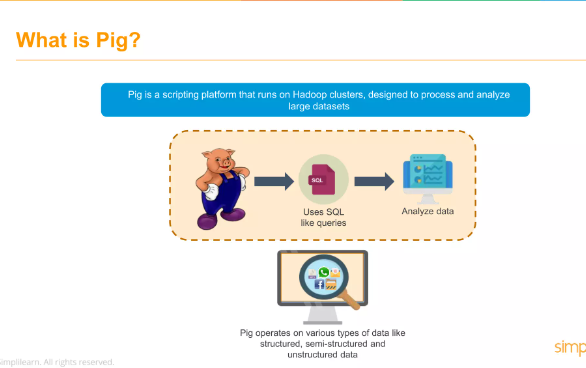 What is Pig?
Pig is a scripting platform that runs on Hadoop clusters, designed to process and analyze
large datasets
SQL
Uses SQL
like queries
Analyze data
Pig operates on various types of data like
structured, semi-structured and
unstructured data
simplilearn. All rights reserved.
simp